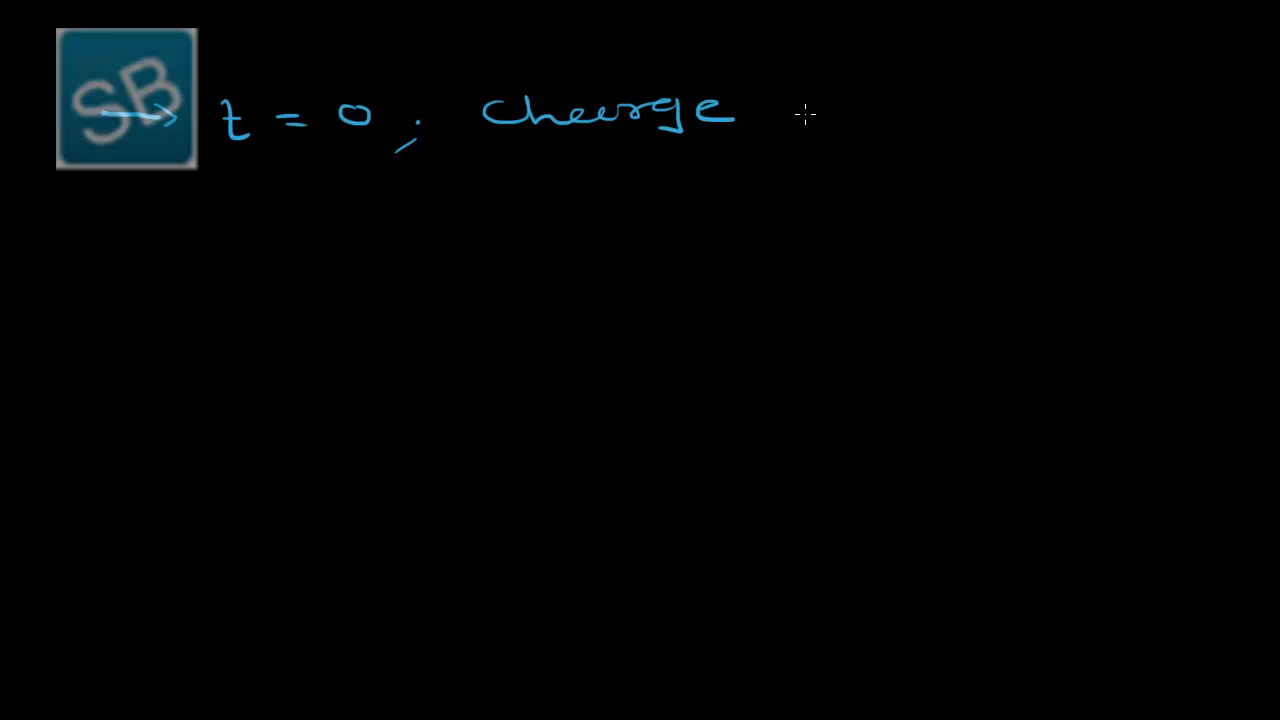 SB
→ t = 0 ; charge